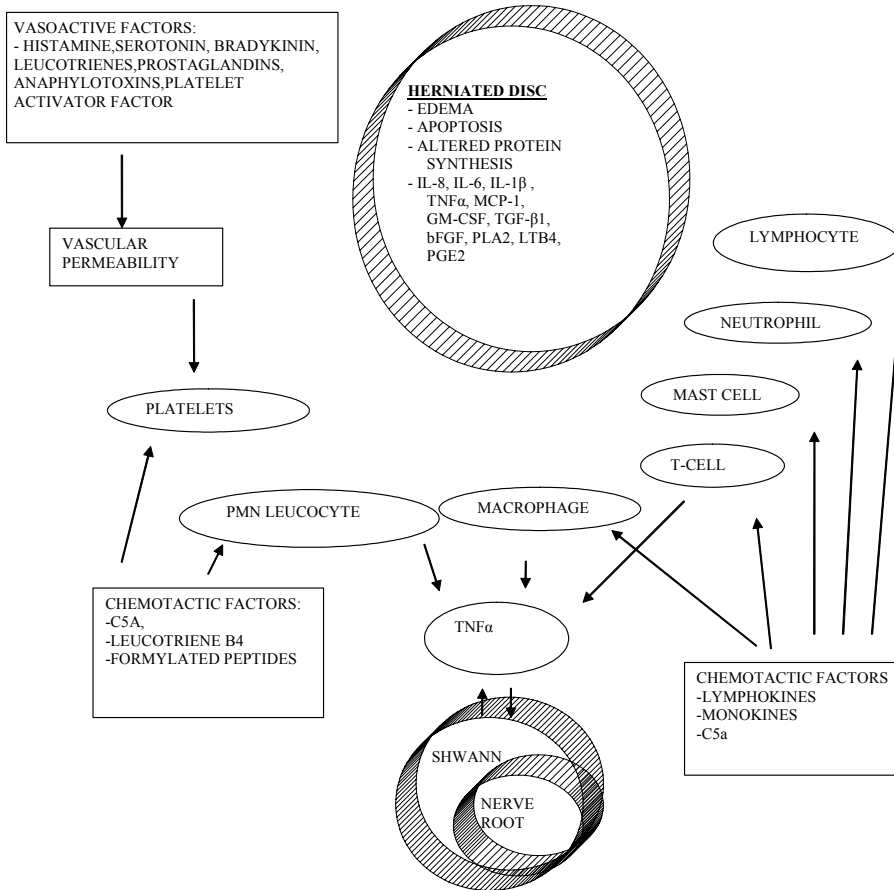 VASOACTIVE FACTORS:
- HISTAMINE,SEROTONIN, BRADYKININ,
LEUCOTRIENES,PROSTAGLANDINS,
ANAPHYLOTOXINS,PLATELET
ACTIVATOR FACTOR
HERNIATED DISC
- EDEMA
- APOPTOSIS
- ALTERED PROTEIN
SYNTHESIS
- IL-8, IL-6, IL-1β ,
TNFα, MCP-1,
GM-CSF, TGF-β1,
bFGF, PLA2, LTB4,
PGE2
VASCULAR
PERMEABILITY
LYMPHOCYTE
NEUTROPHIL
MAST CELL
PLATELETS
T-CELL
PMN LEUCOCYTE
MACROPHAGE
CHEMOTACTIC FACTORS:
-C5A,
-LEUCOTRIENE B4
-FORMYLATED PEPTIDES
TNFα
CHEMOTACTIC FACTORS
-LYMPHOKINES
-MONOKINES
-C5a
SHWANN
NERVE
ROOT